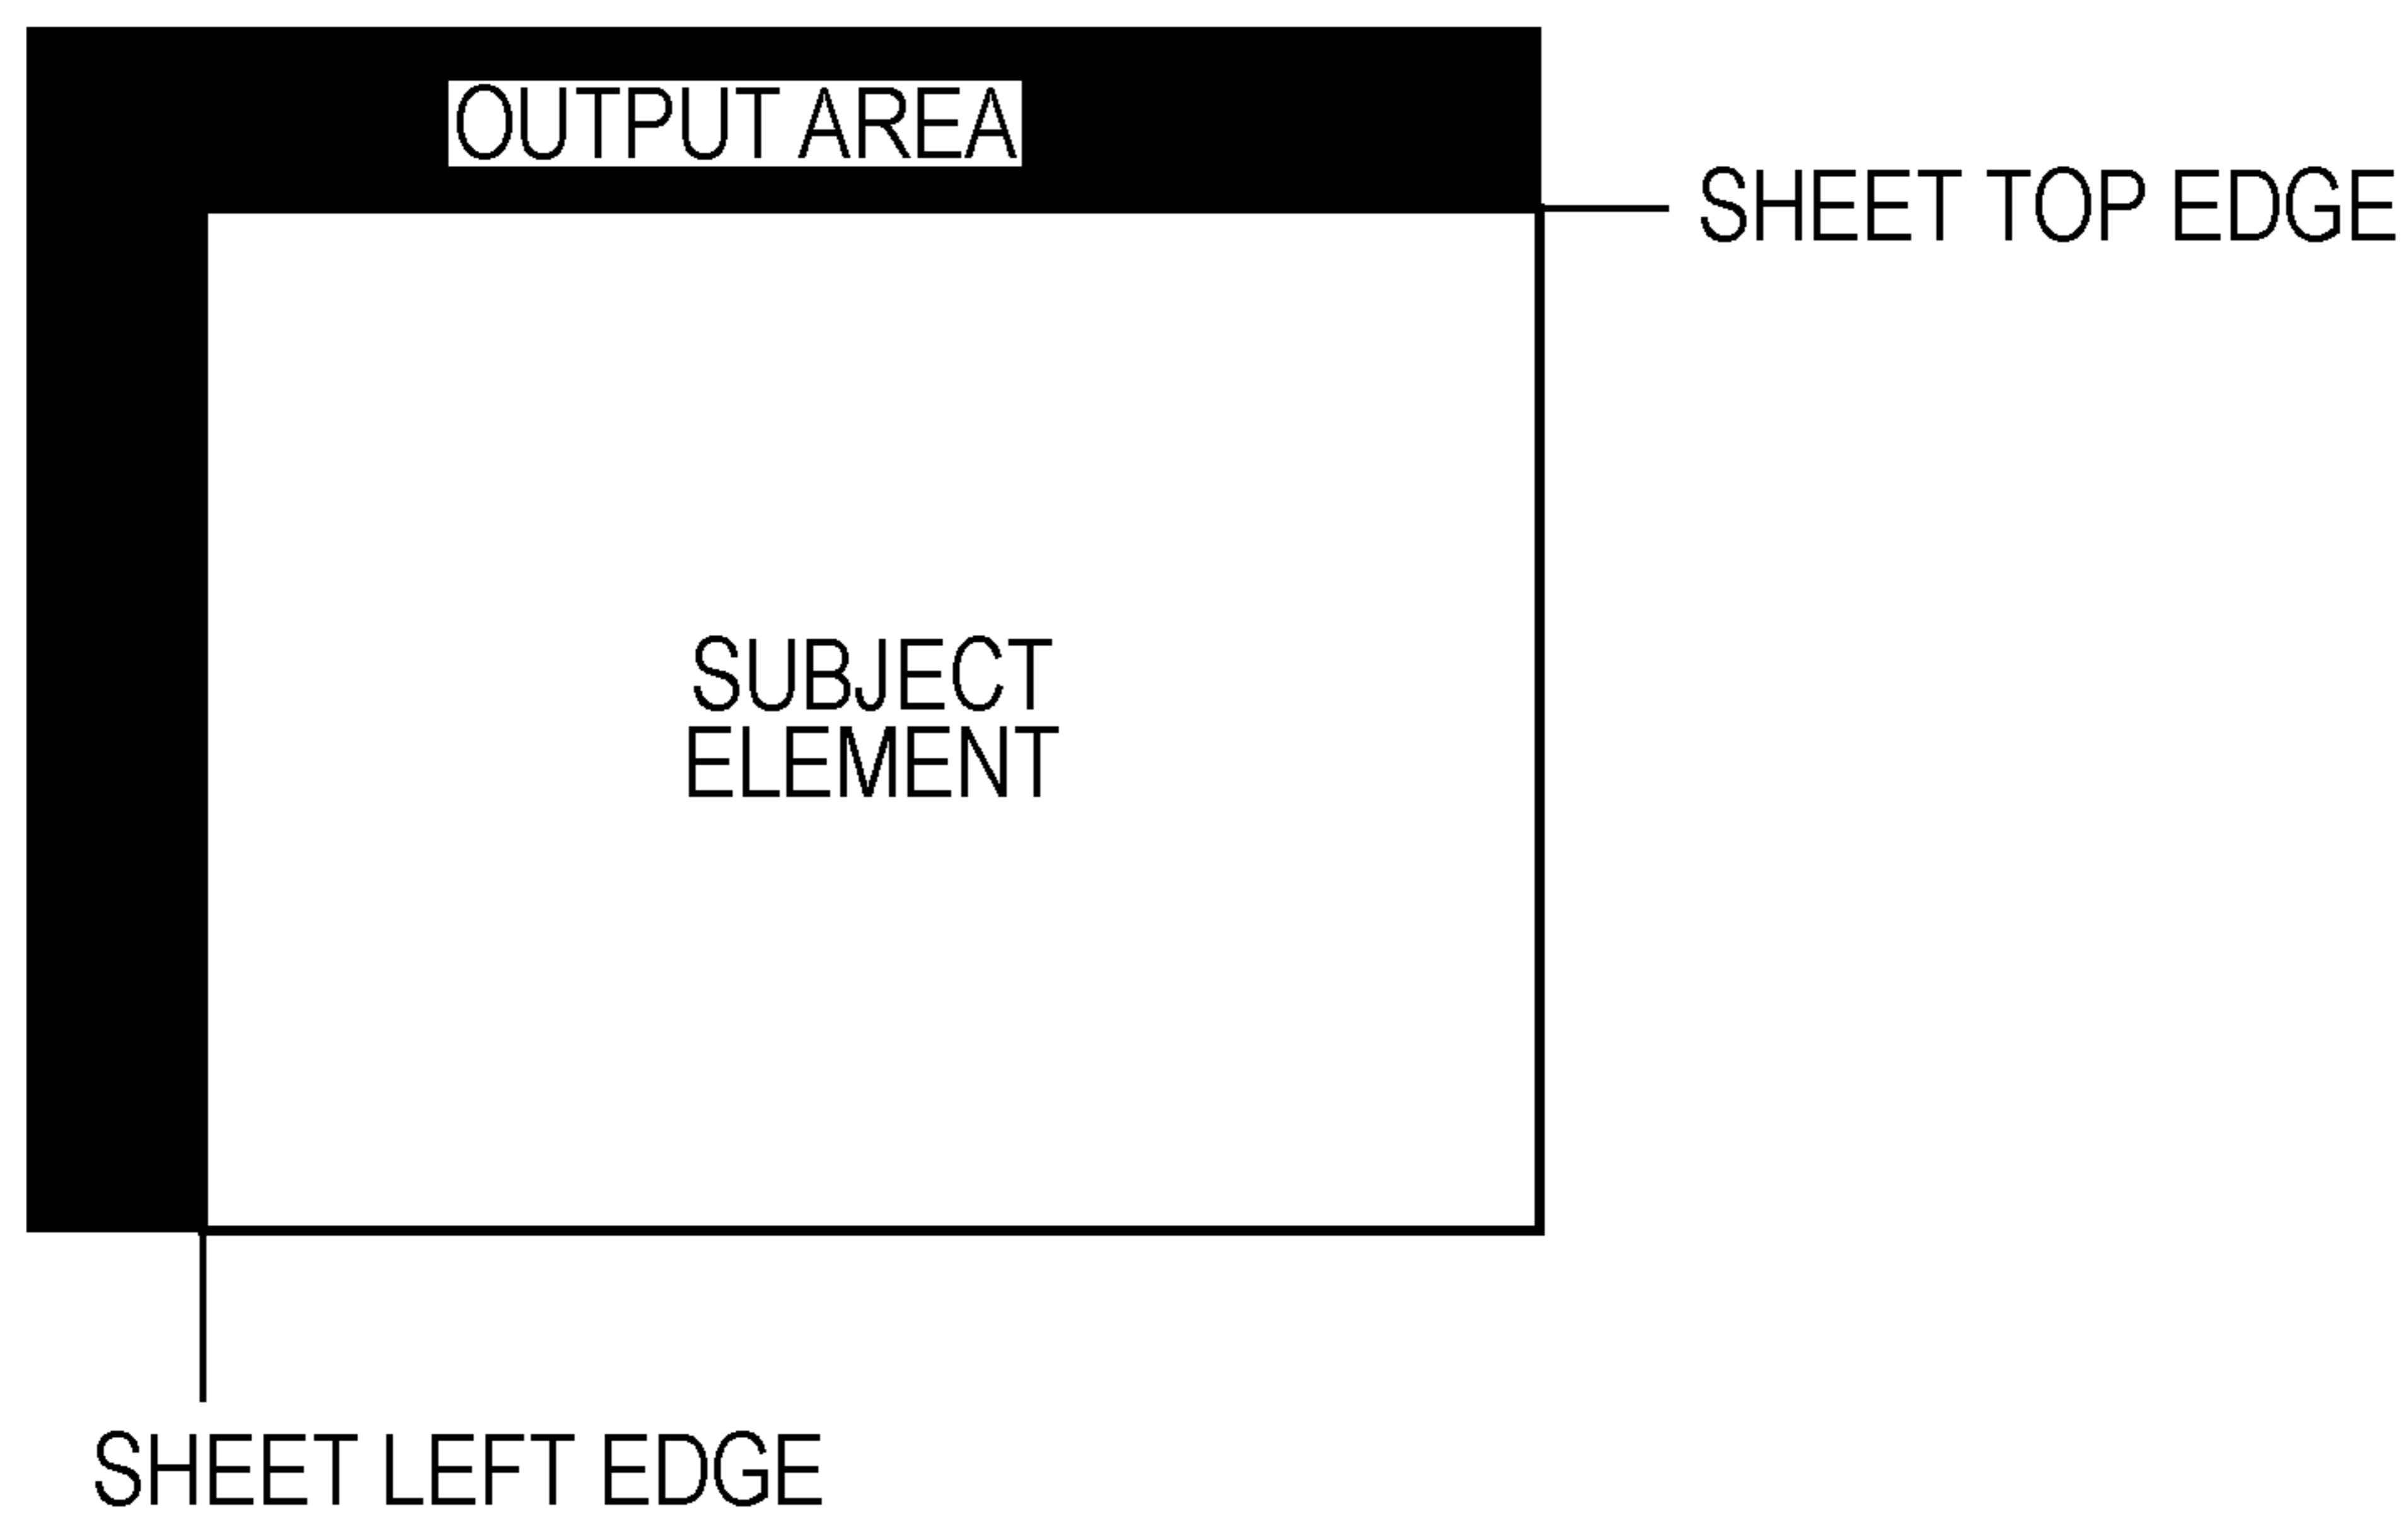 OUTPUT AREA
SHEET TOP EDGE
SUBJECT
ELEMENT
SHEET LEFT EDGE